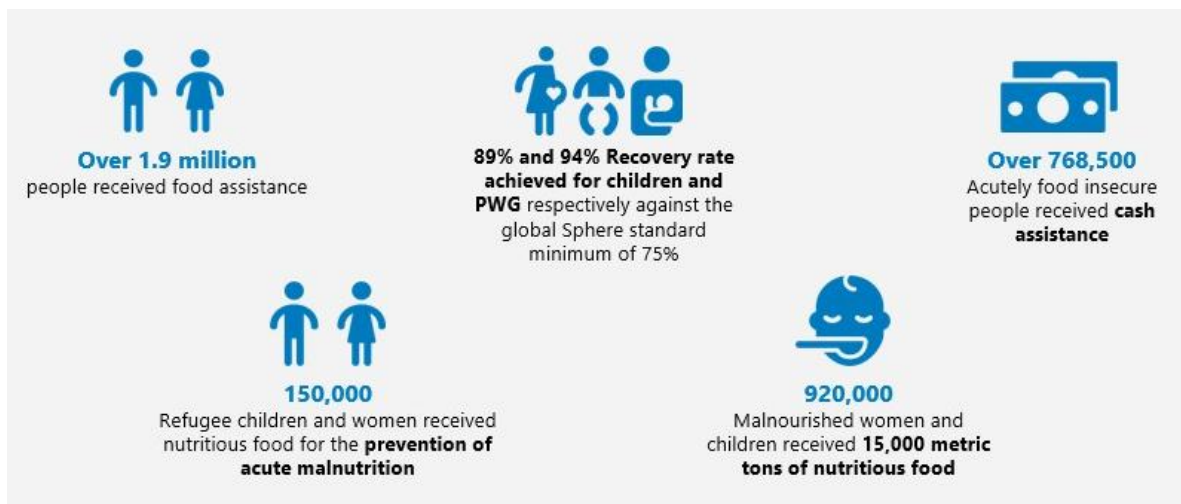 Over 1.9 million
people received food assistance
89% and 94% Recovery rate
achieved for children and
PWG respectively against the
global Sphere standard
minimum of 75%
Over 768,500
Acutely food insecure
people received cash
assistance
150,000
Refugee children and women received
nutritious food for the prevention of
acute malnutrition
920,000
Malnourished women and
children received 15,000 metric
tons of nutritious food